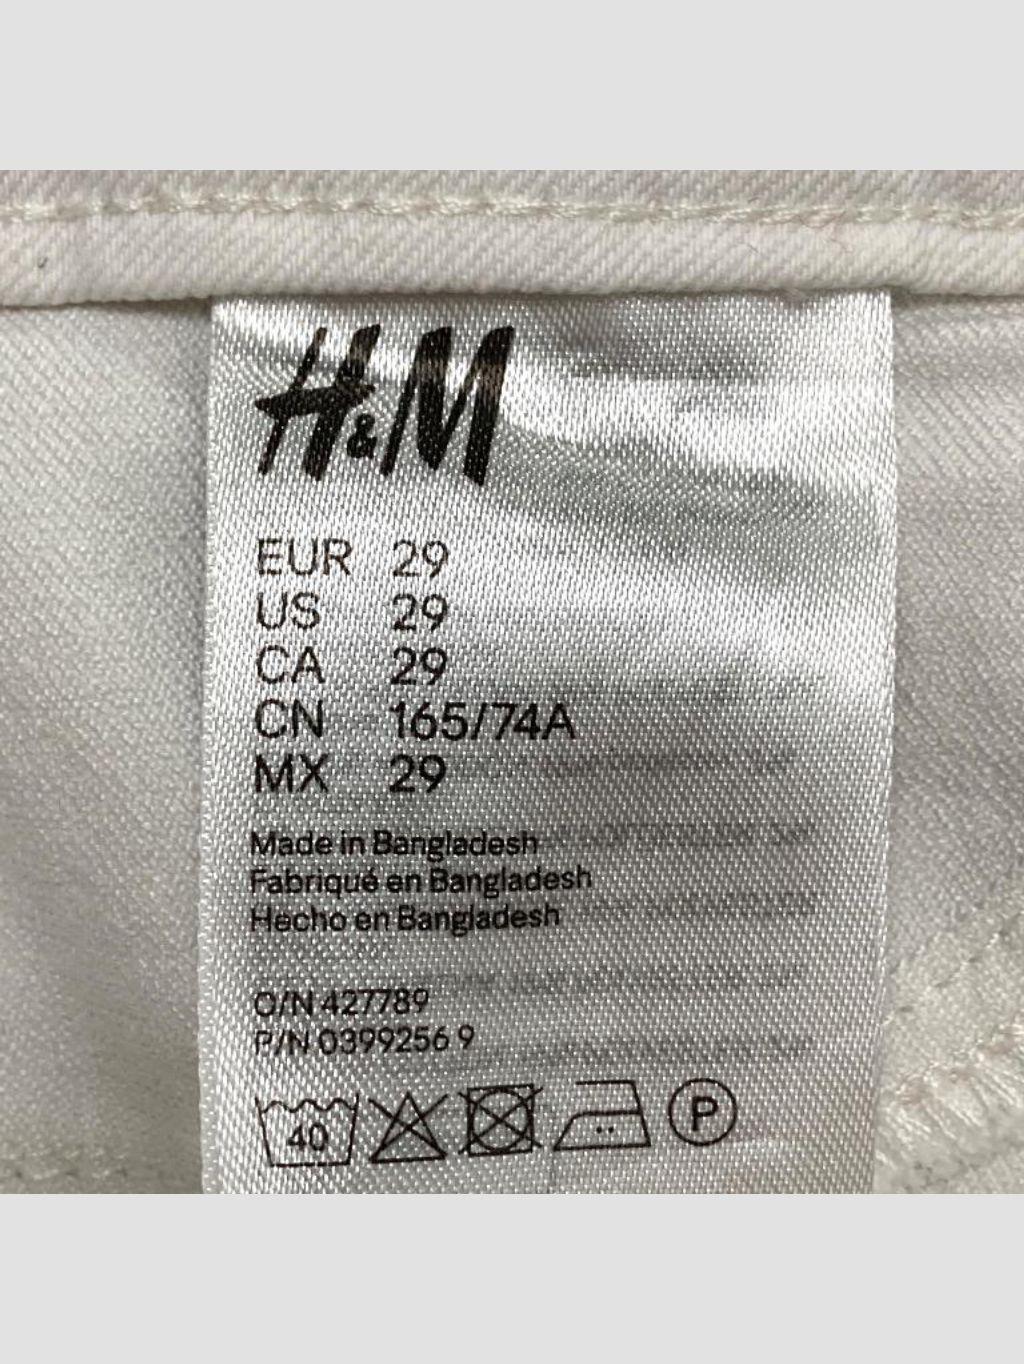 H&M
EUR 29
US 29
CA 29
CN 165/74A
MX 29
Made in Bangladesh
Fabriqué en Bangladesh
Hecho en Bangladesh
O/N 427789
P/N 0399256 9
40 P